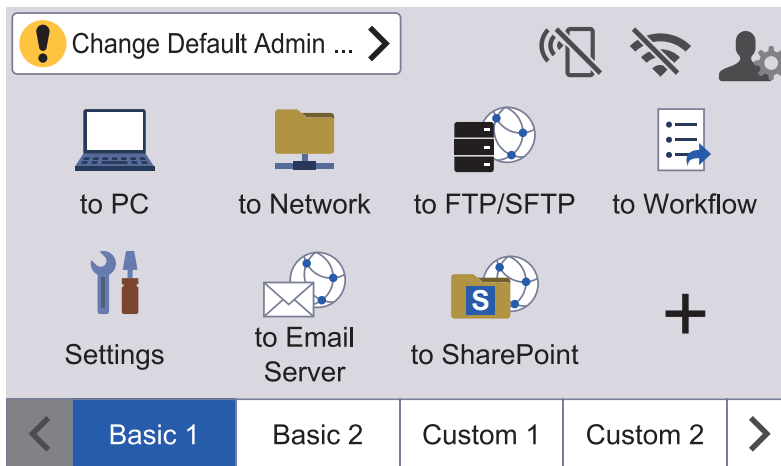 Change Default Admin ...
to PC
to Network
to FTP/SFTP
to Workflow
Settings
to Email
Server
S
to SharePoint
Basic 1
Basic 2
Custom 1
Custom 2